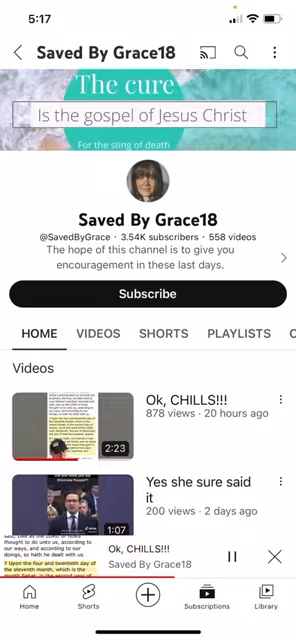 5:17
Saved By Grace18
The cure
Is the gospel of Jesus Christ
For the sting of death
Saved By Grace18
@SavedByGrace · 3.54K subscribers · 558 videos
The hope of this channel is to give you
encouragement in these last days.
Subscribe
HOME VIDEOS SHORTS PLAYLISTS C
Videos
Ok, CHILLS!!!
878 views · 20 hours ago
2:23
Yes she sure said
it
200 views · 2 days ago
1:07
thought to do unto us, according to
our ways, and according to our
doings, so hath he dealt with us.
7 Upon the four and twentieth day of
the eleventh month, which is the
Ok, CHILLS!!!
Saved By Grace18
Home Shorts Subscriptions Library